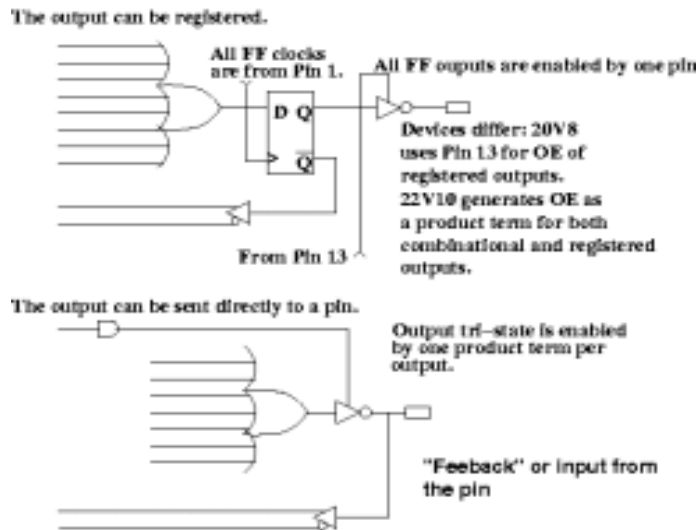 The output can be registered.
All FF clocks
are from Pin 1.
All FF ouputs are enabled by one pin
D Q
Q
Devices differ: 20V8
uses Pin 13 for OE of
registered outputs.
22V10 generates OE as
a product term for both
combinational and registered
outputs.
From Pin 13
The output can be sent directly to a pin.
Output tri-state is enabled
by one product term per
output.
"Feeback" or input from
the pin